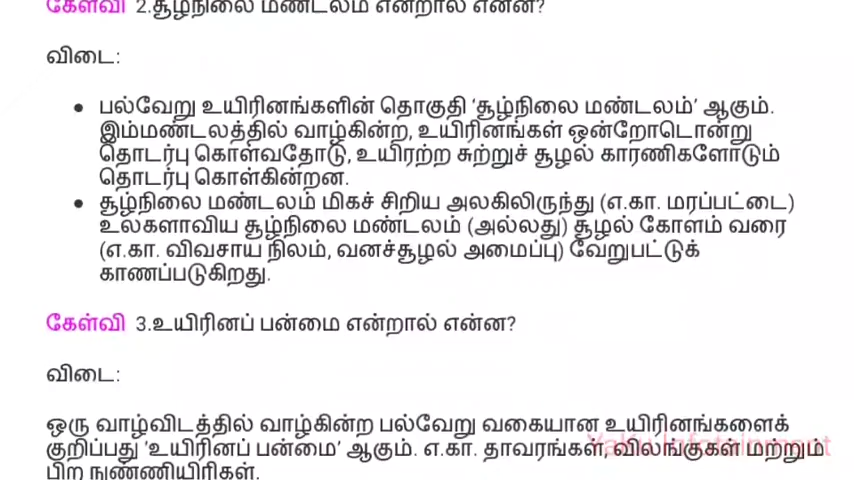 கேள்வி 2.சூழ்நிலை மண்டலம் என்றால் என்ன?
விடை:
• பல்வேறு உயிரினங்களின் தொகுதி ‘சூழ்நிலை மண்டலம்’ ஆகும்.
இம்மண்டலத்தில் வாழ்கின்ற, உயிரினங்கள் ஒன்றோடொன்று
தொடர்பு கொள்வதோடு, உயிரற்ற சுற்றுச் சூழல் காரணிகளோடும்
தொடர்பு கொள்கின்றன.
• சூழ்நிலை மண்டலம் மிகச் சிறிய அலகிலிருந்து (எ.கா. மரப்பட்டை)
உலகளாவிய சூழ்நிலை மண்டலம் (அல்லது) சூழல் கோளம் வரை
(எ.கா. விவசாய நிலம், வனச்சூழல் அமைப்பு) வேறுபட்டுக்
காணப்படுகிறது.
கேள்வி 3.உயிரினப் பன்மை என்றால் என்ன?
விடை:
ஒரு வாழ்விடத்தில் வாழ்கின்ற பல்வேறு வகையான உயிரினங்களைக்
குறிப்பது ‘உயிரினப் பன்மை’ ஆகும். எ.கா. தாவரங்கள், விலங்குகள் மற்றும்
பிற நுண்ணியிரிகள்.
Yaku Infotainment